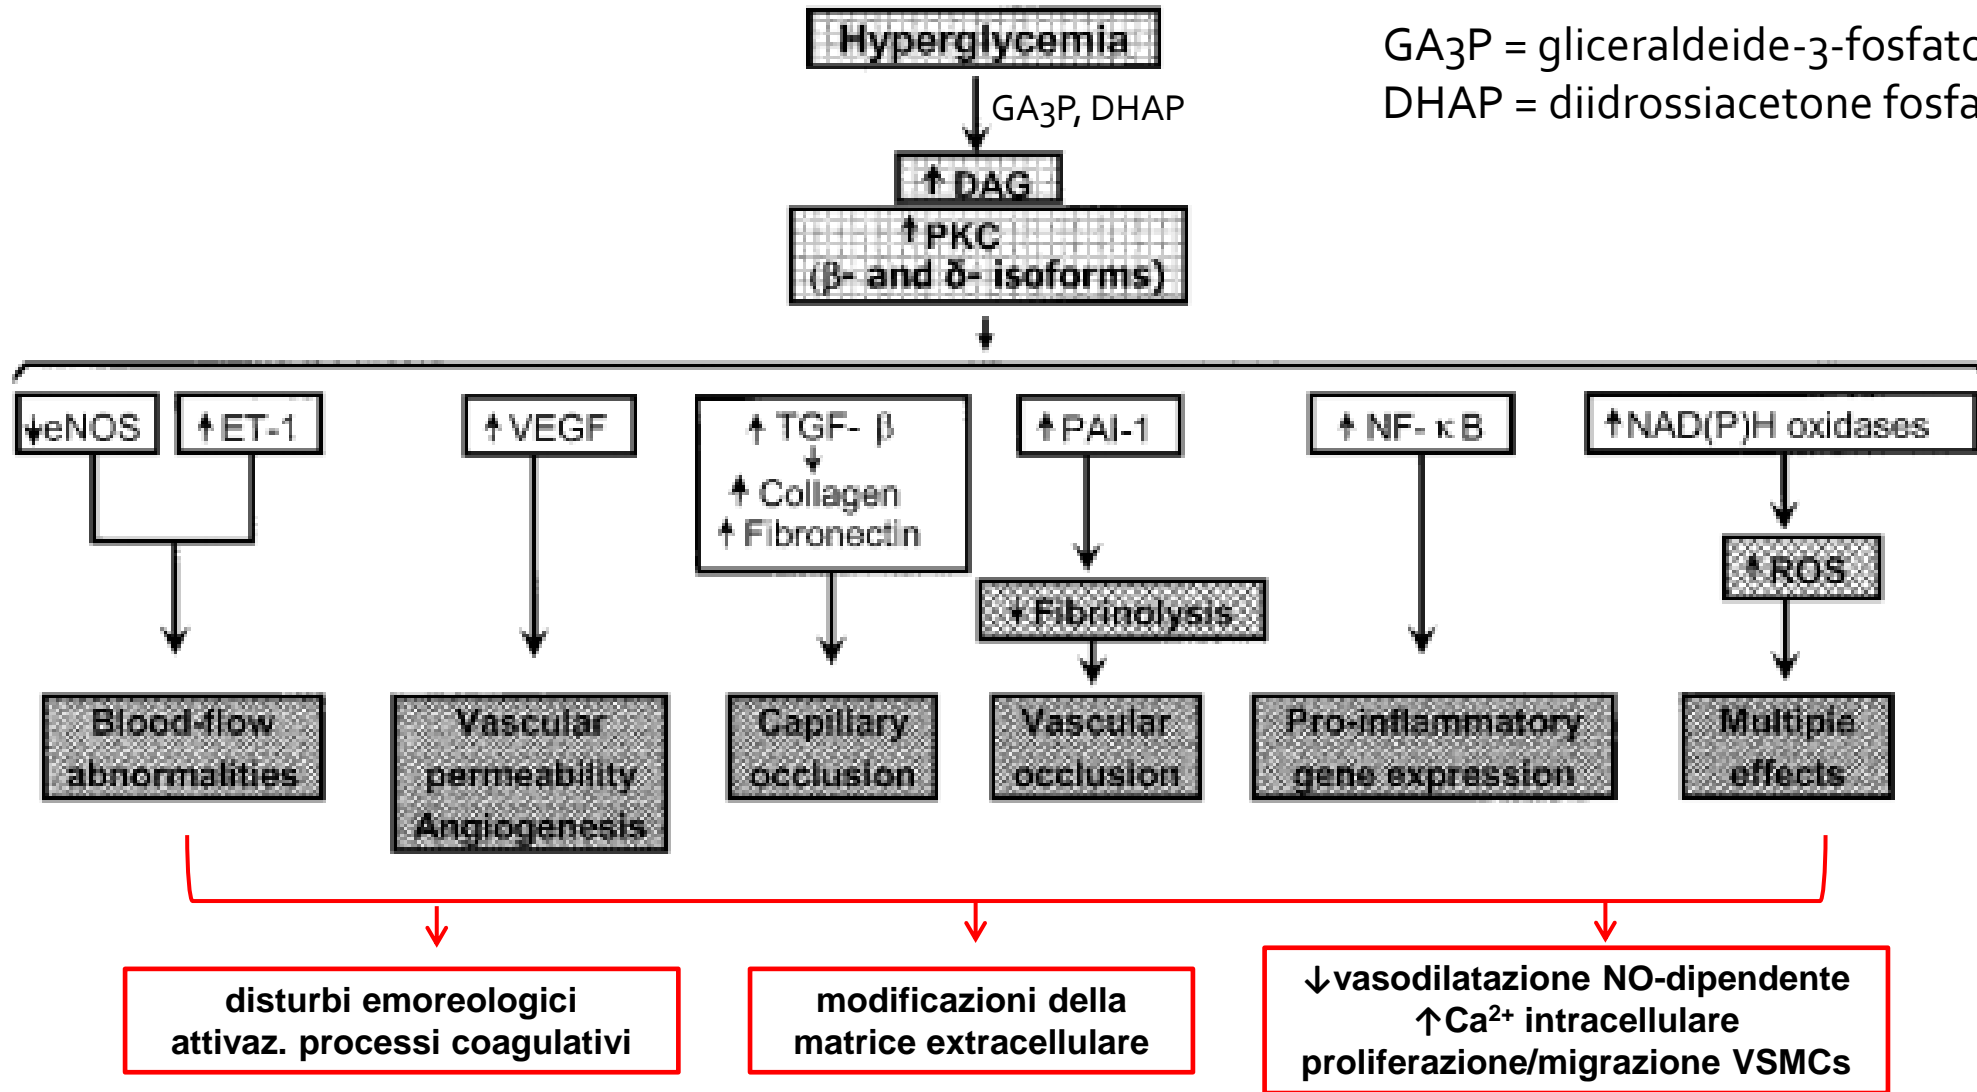 Hyperglycemia
GA3P = gliceraldeide-3-fosfato
DHAP = diidrossiacetone fosfa
GA3P, DHAP
↑ DAG
↑PKC
(β- and δ- isoforms)
↓eNOS
↑ET-1
↑VEGF
↑ TGF- β
↑ Collagen
↑ Fibronectin
↑PAI-1
↑ NF- κB
↑NAD(P)H oxidases
↓Fibrinolysis
↑ROS
Blood-flow
abnormalities
Vascular
permeability
Angiogenesis
Capillary
occlusion
Vascular
occlusion
Pro-inflammatory
gene expression
Multiple
effects
disturbi emoreologici
attivaz. processi coagulativi
modificazioni della
matrice extracellulare
↓vasodilatazione NO-dipendente
↑Ca²⁺ intracellulare
proliferazione/migrazione VSMCs